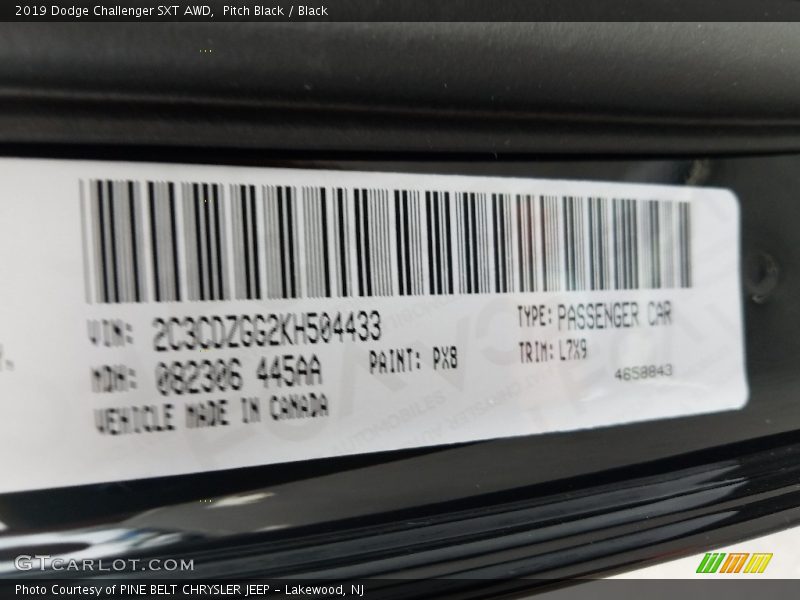 2019 Dodge Challenger SXT AWD,  Pitch Black / Black
VIN: 2C3CDZGG2KH504433
TYPE: PASSENGER CAR
MDH: 082306 445AA
PAINT: PX8
TRIM: L7X9
4658843
VEHICLE MADE IN CANADA
GTCARLOT.COM
Photo Courtesy of PINE BELT CHRYSLER JEEP - Lakewood, NJ